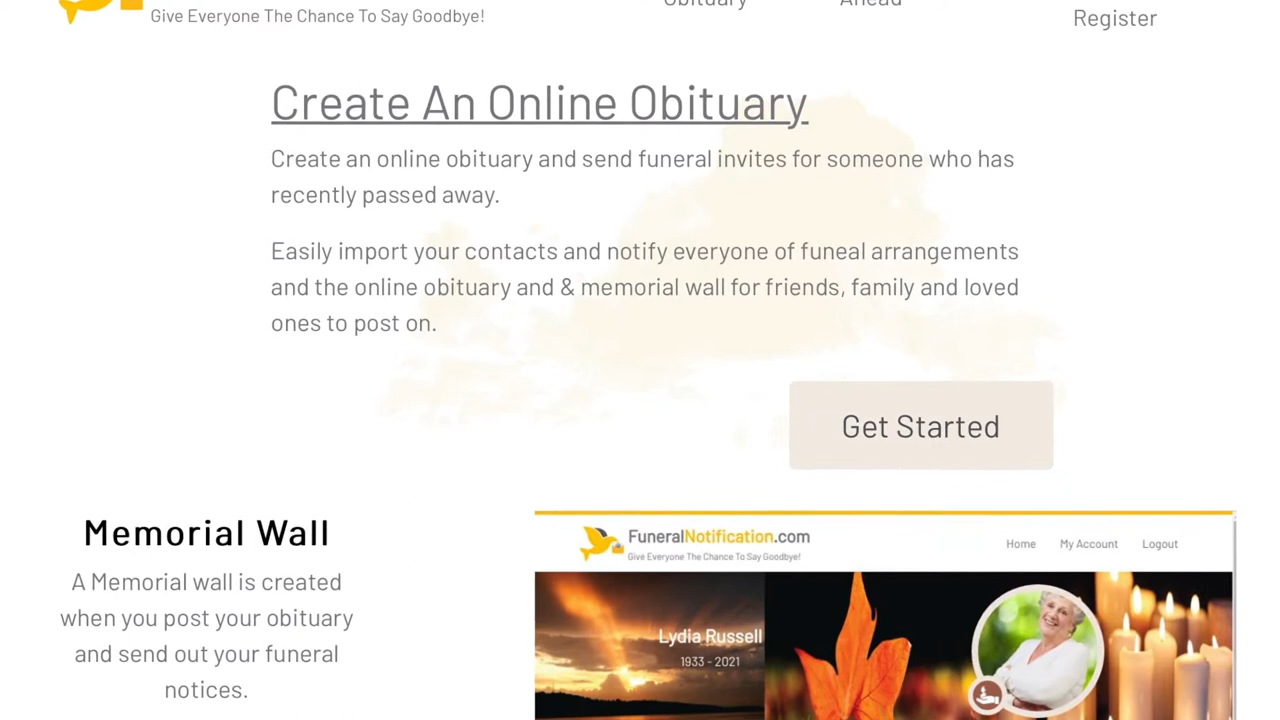 Give Everyone The Chance To Say Goodbye!
Obituary
Ahead
Register
Create An Online Obituary
Create an online obituary and send funeral invites for someone who has
recently passed away.
Easily import your contacts and notify everyone of funeal arrangements
and the online obituary and & memorial wall for friends, family and loved
ones to post on.
Get Started
Memorial Wall
A Memorial wall is created
when you post your obituary
and send out your funeral
notices.
FuneralNotification.com
Give Everyone The Chance To Say Goodbye!
Home My Account Logout
Lydia Russell
1933 - 2021